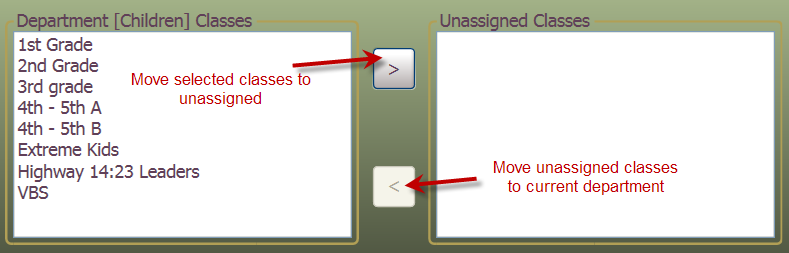 Department [Children] Classes
1st Grade
2nd Grade
3rd grade
4th - 5th A
4th - 5th B
Extreme Kids
Highway 14:23 Leaders
VBS
Move selected classes to
unassigned
>
<
Unassigned Classes
Move unassigned classes
to current department